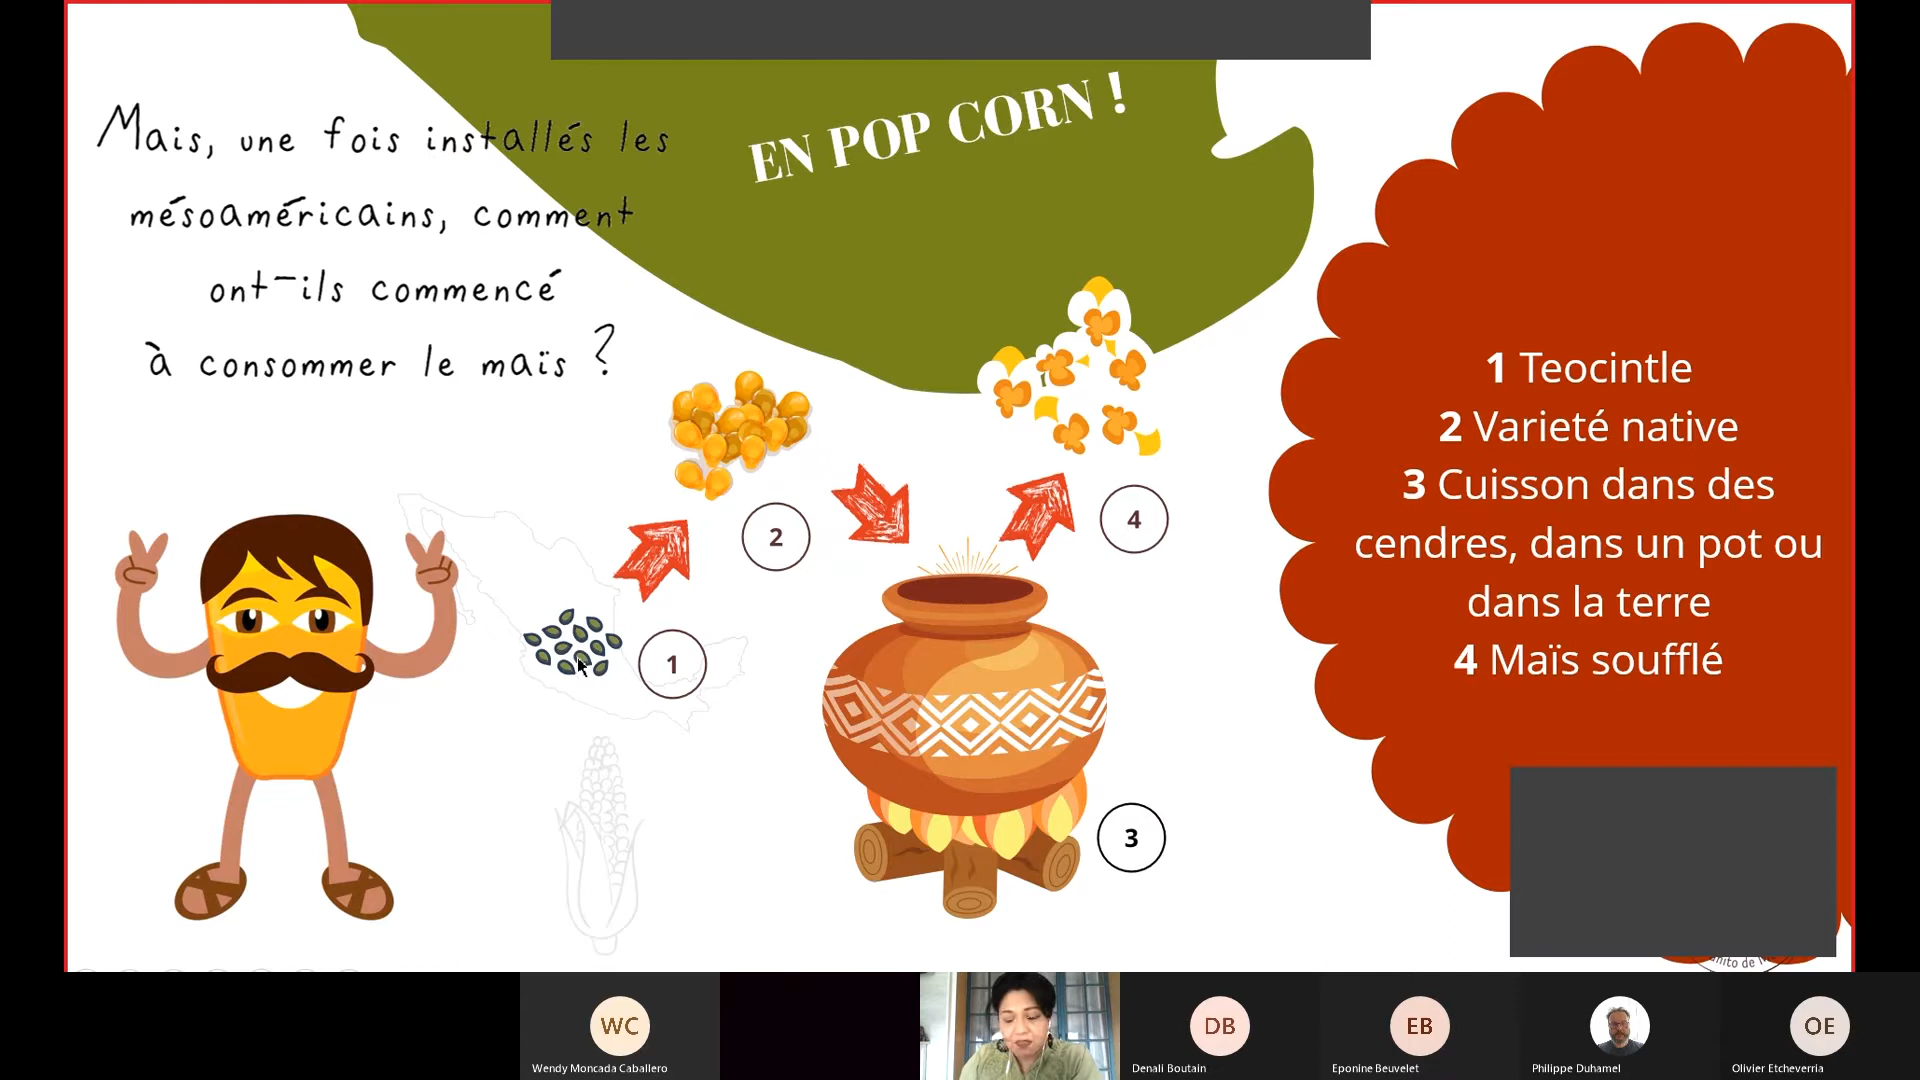 Mais, une fois installés les
mésoaméricains, comment
ont-ils commencé
à consommer le maïs ?
EN POP CORN !
1 Teocintle
2 Varieté native
3 Cuisson dans des
cendres, dans un pot ou
dans la terre
4 Maïs soufflé
1
2
3
4
WC
Wendy Moncada Caballero
DB
Denali Boutain
EB
Eponine Beuvelet
Philippe Duhamel
OE
Olivier Etcheverria